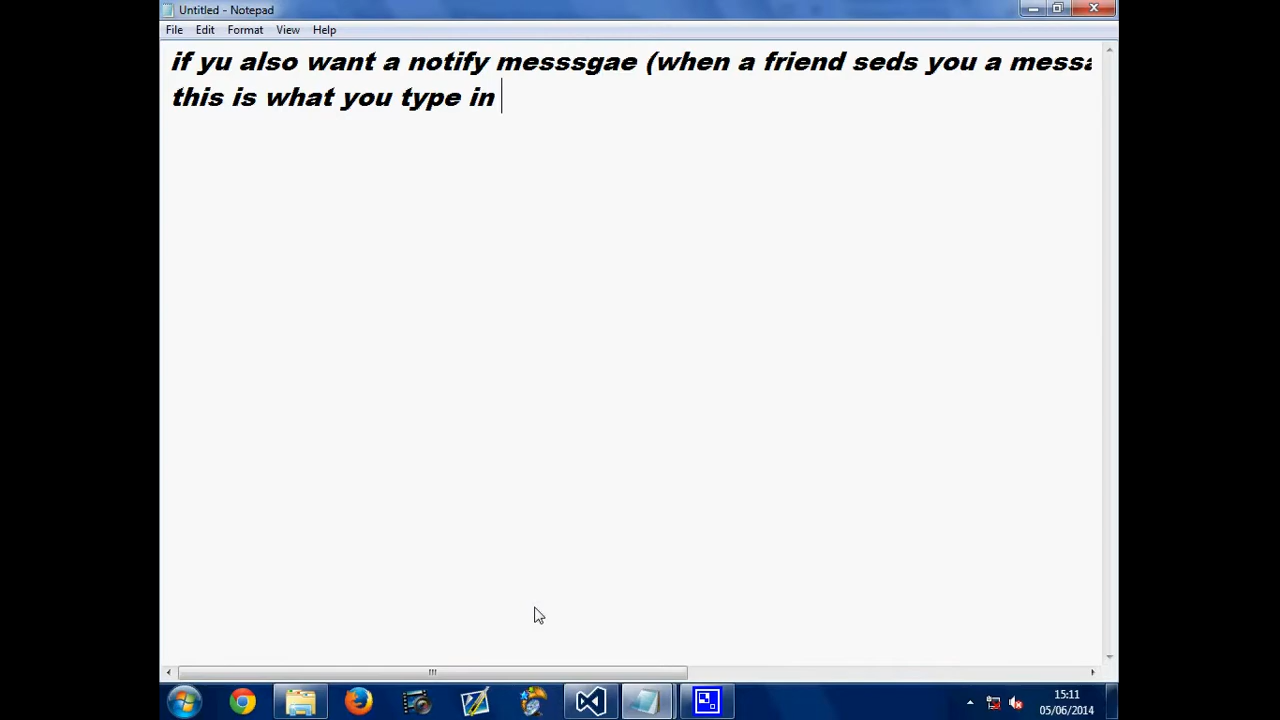 Untitled - Notepad
File Edit Format View Help
if yu also want a notify messsgae (when a friend seds you a messa
this is what you type in
15:11
05/06/2014